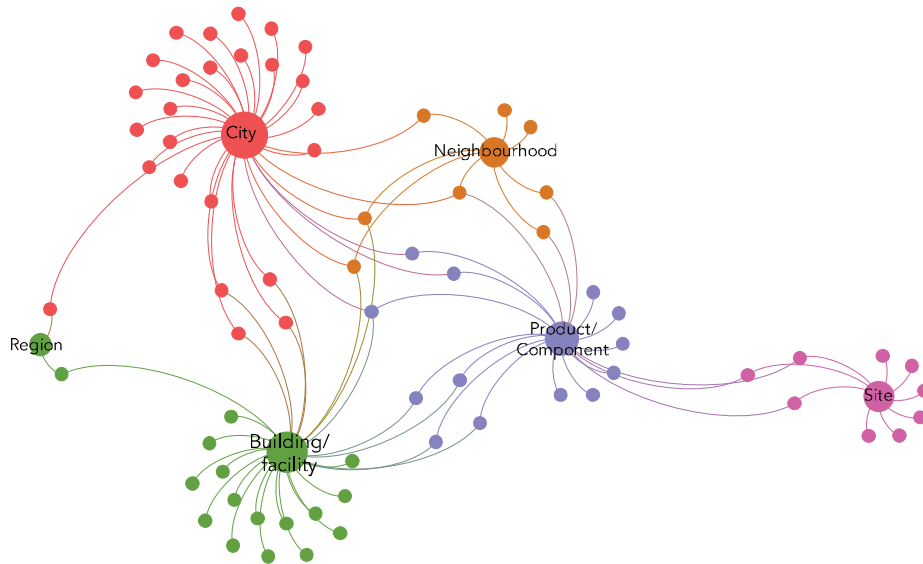 City
Neighbourhood
Region
Product/
Component
Site
Building/
facility